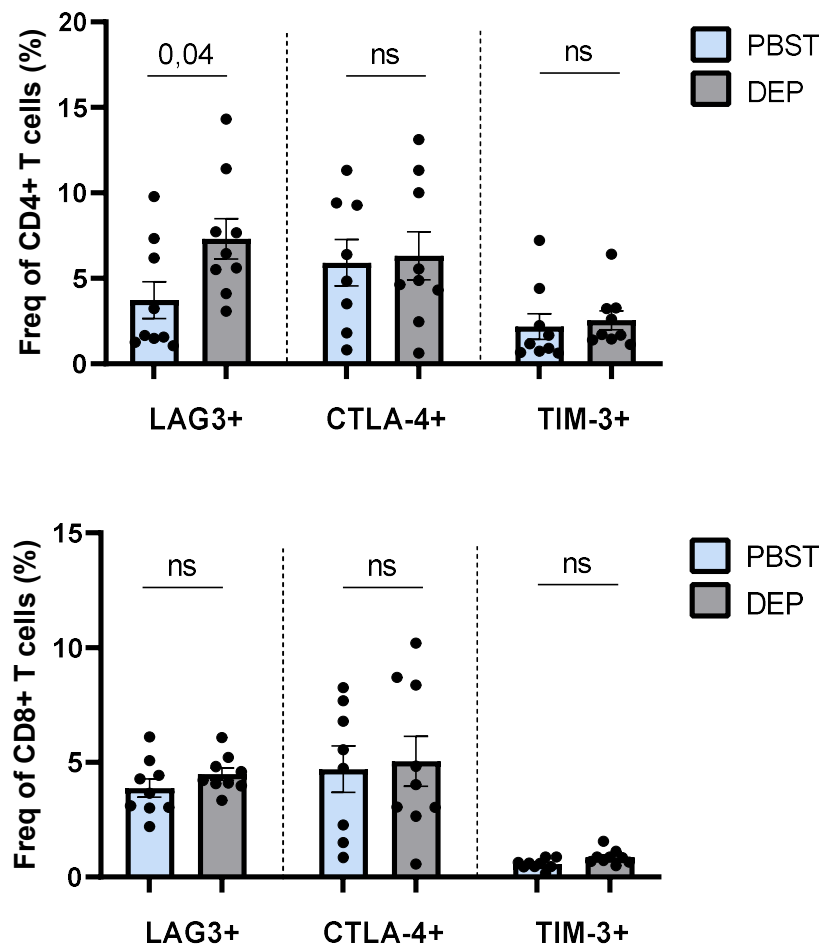 Freq of CD4+ T cells (%)
20
15
10
5
0
0,04
ns
ns
PBST
DEP
LAG3+ CTLA-4+ TIM-3+
Freq of CD8+ T cells (%)
15
10
5
0
ns
ns
ns
PBST
DEP
LAG3+ CTLA-4+ TIM-3+